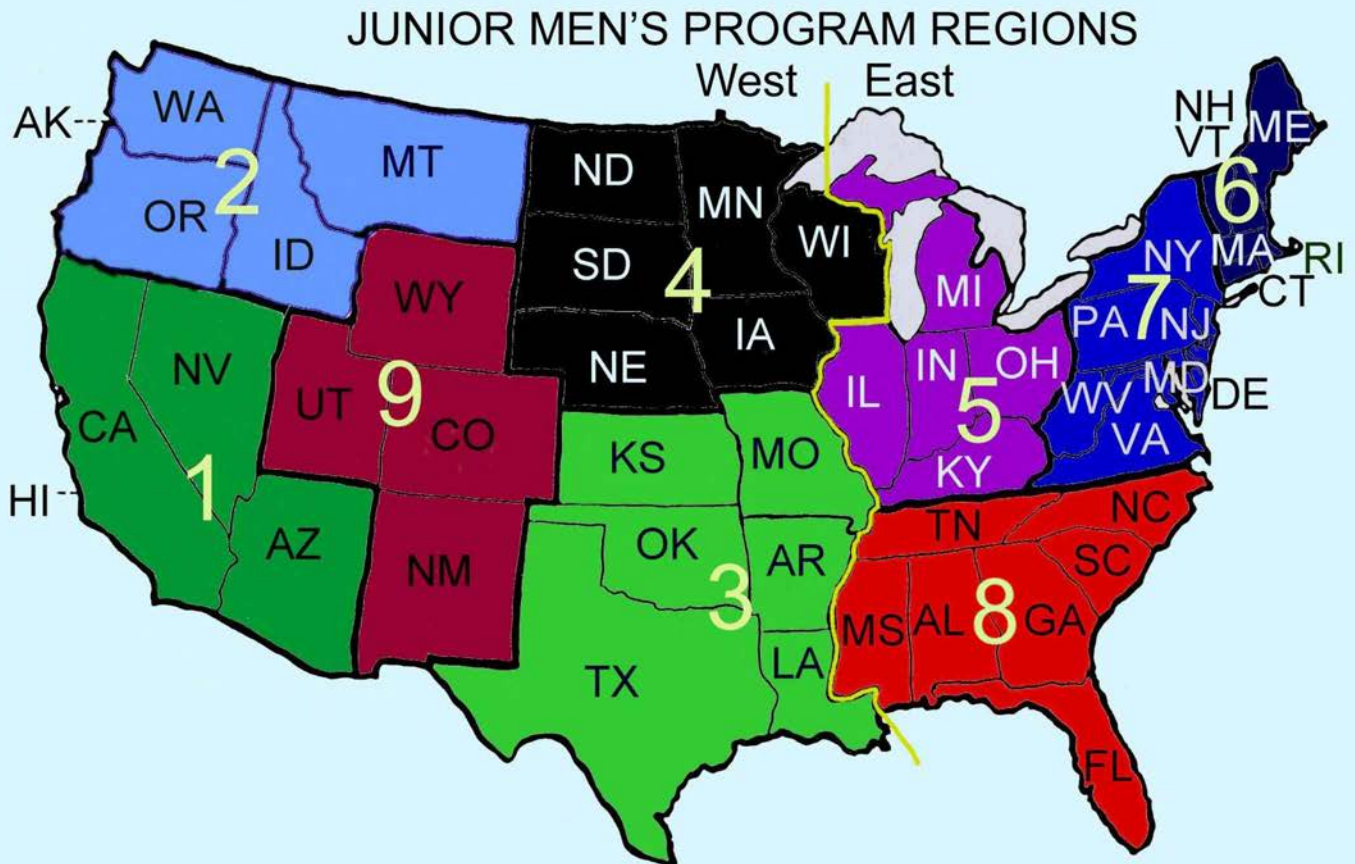 JUNIOR MEN'S PROGRAM REGIONS
West East
AK
WA
MT
OR
ID
2
ND
MN
SD
WI
4
NE
IA
MI
NH
VT
ME
6
NY
MA
RI
CT
7
PA
NJ
MD
DE
WV
VA
WY
UT
9
CO
NM
NV
CA
HI
1
AZ
KS
MO
OK
AR
3
TX
LA
IL
IN
OH
5
KY
TN
NC
SC
MS
AL
8
GA
FL